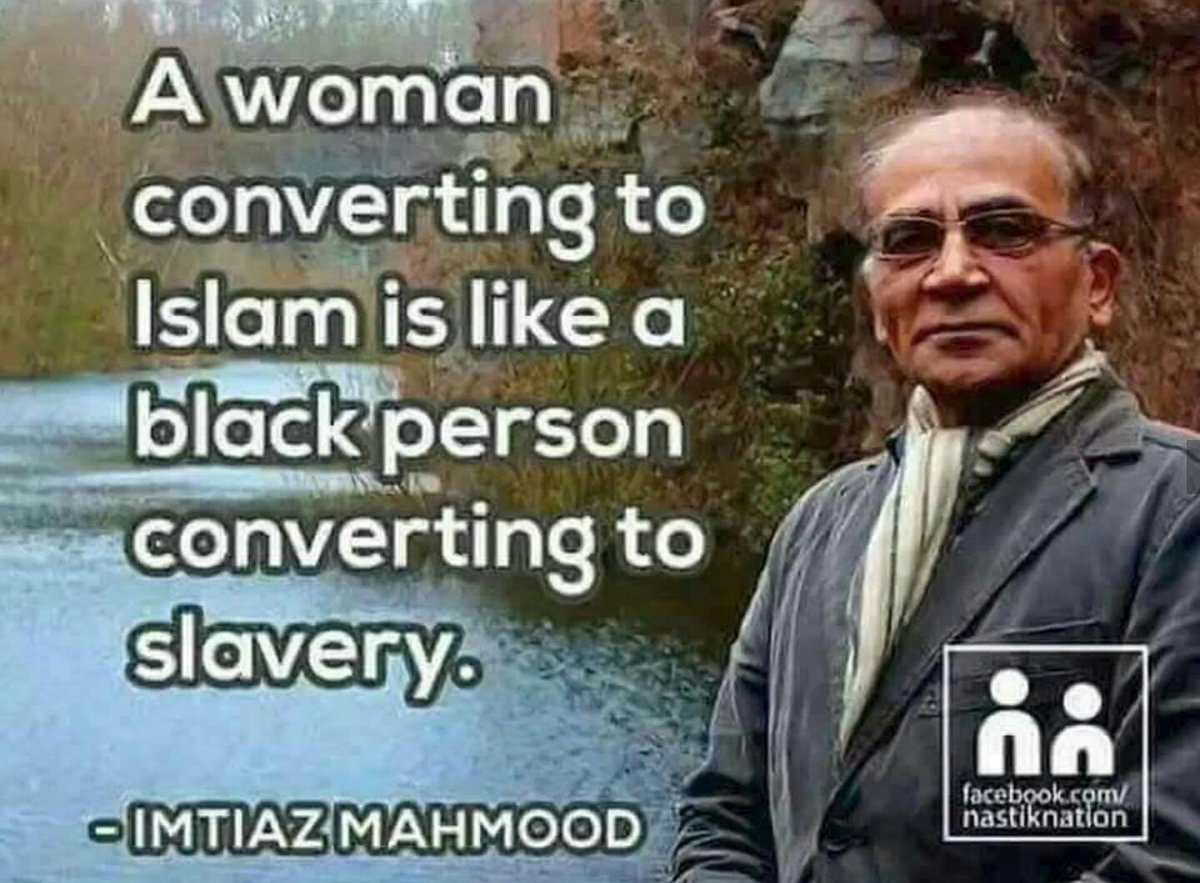 A woman
converting to
Islam is like a
black person
converting to
slavery.
- IMTIAZ MAHMOOD
facebook.com/
nastiknation